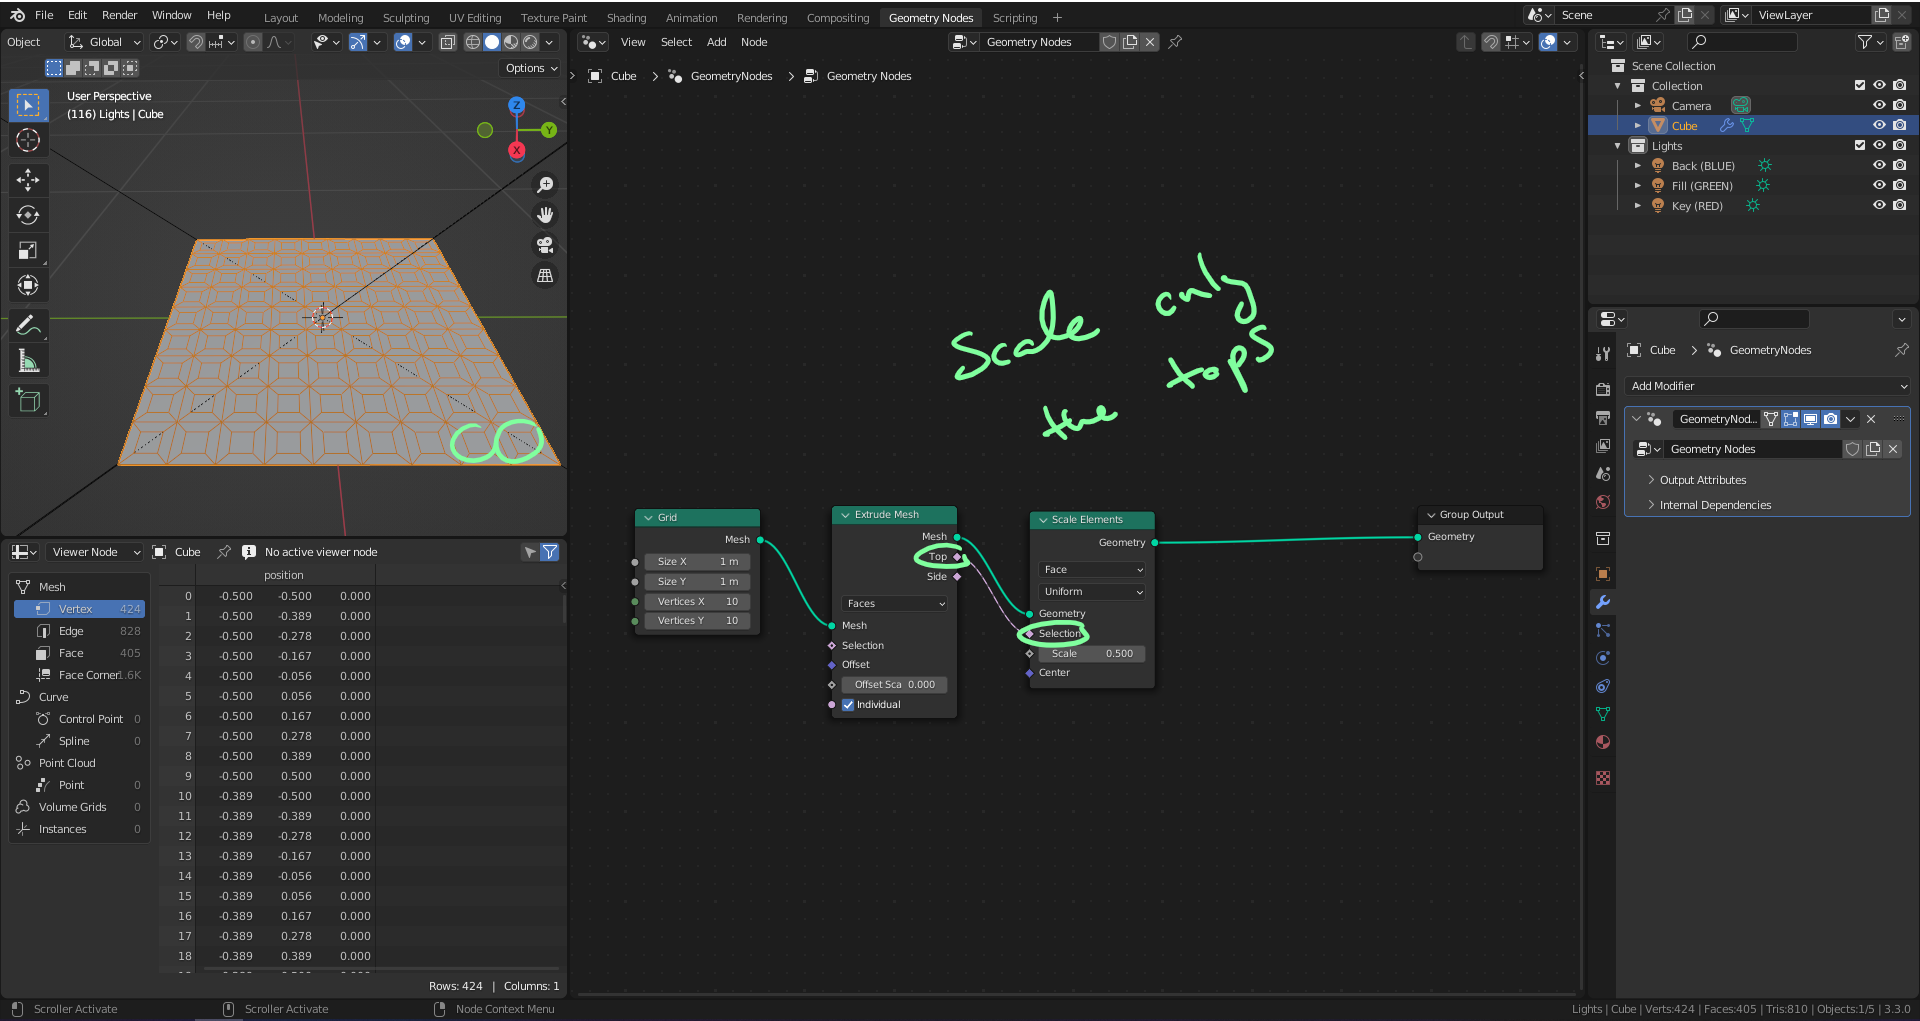 File Edit Render Window Help Layout Modeling Sculpting UV Editing Texture Paint Shading Animation Rendering Compositing Geometry Nodes Scripting + Scene ViewLayer
Object Global View Select Add Node Geometry Nodes
Options
Cube > GeometryNodes > Geometry Nodes
User Perspective
(116) Lights | Cube
Z
Y
X
Scale only
the tops
Grid
Mesh
Size X 1 m
Size Y 1 m
Vertices X 10
Vertices Y 10
Extrude Mesh
Mesh
Top
Side
Faces
Mesh
Selection
Offset
Offset Sca 0.000
Individual
Scale Elements
Geometry
Face
Uniform
Geometry
Selection
Scale 0.500
Center
Group Output
Geometry
Viewer Node Cube No active viewer node
Mesh
Vertex 424
Edge 828
Face 405
Face Corner 1.6K
Curve
Control Point 0
Spline 0
Point Cloud
Point 0
Volume Grids 0
Instances 0
position
0 -0.500 -0.500 0.000
1 -0.500 -0.389 0.000
2 -0.500 -0.278 0.000
3 -0.500 -0.167 0.000
4 -0.500 -0.056 0.000
5 -0.500 0.056 0.000
6 -0.500 0.167 0.000
7 -0.500 0.278 0.000
8 -0.500 0.389 0.000
9 -0.500 0.500 0.000
10 -0.389 -0.500 0.000
11 -0.389 -0.389 0.000
12 -0.389 -0.278 0.000
13 -0.389 -0.167 0.000
14 -0.389 -0.056 0.000
15 -0.389 0.056 0.000
16 -0.389 0.167 0.000
17 -0.389 0.278 0.000
18 -0.389 0.389 0.000
Rows: 424 | Columns: 1
Scene Collection
Collection
Camera
Cube
Lights
Back (BLUE)
Fill (GREEN)
Key (RED)
Cube > GeometryNodes
Add Modifier
GeometryNod...
Geometry Nodes
> Output Attributes
> Internal Dependencies
Scroller Activate Scroller Activate Node Context Menu Lights | Cube | Verts:424 | Faces:405 | Tris:810 | Objects:1/5 | 3.3.0